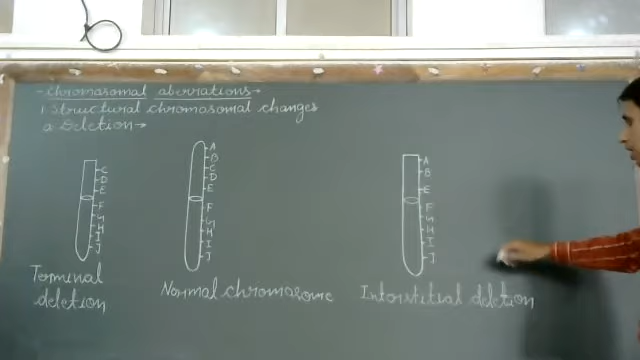 - Chromosomal aberrations→
1. Structural chromosomal changes
a. Deletion→
C
D
E
F
G
H
I
J
Terminal
deletion
A
B
C
D
E
F
G
H
I
J
Normal chromosome
A
B
E
F
G
H
I
J
Interstitial deletion